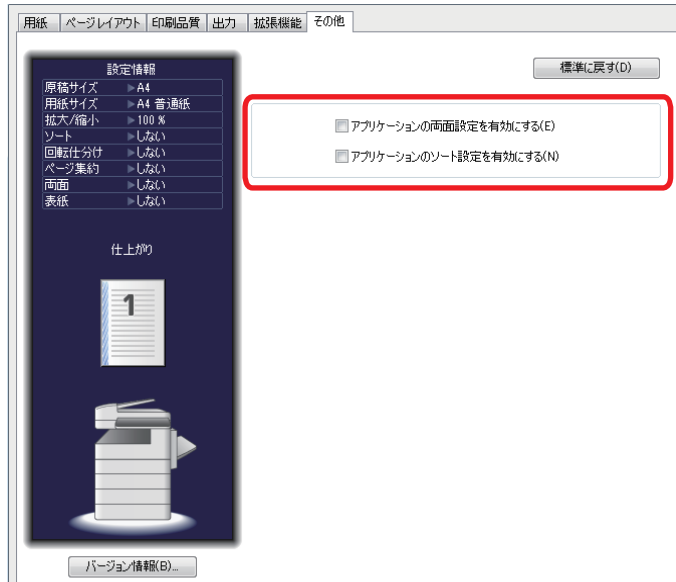 用紙 ページレイアウト 印刷品質 出力 拡張機能 その他
設定情報
原稿サイズ ▶A4
用紙サイズ ▶A4 普通紙
拡大/縮小 ▶100 %
ソート ▶しない
回転仕分け ▶しない
ページ集約 ▶しない
両面 ▶しない
表紙 ▶しない
仕上がり
1
バージョン情報(B)...
標準に戻す(D)
アプリケーションの両面設定を有効にする(E)
アプリケーションのソート設定を有効にする(N)